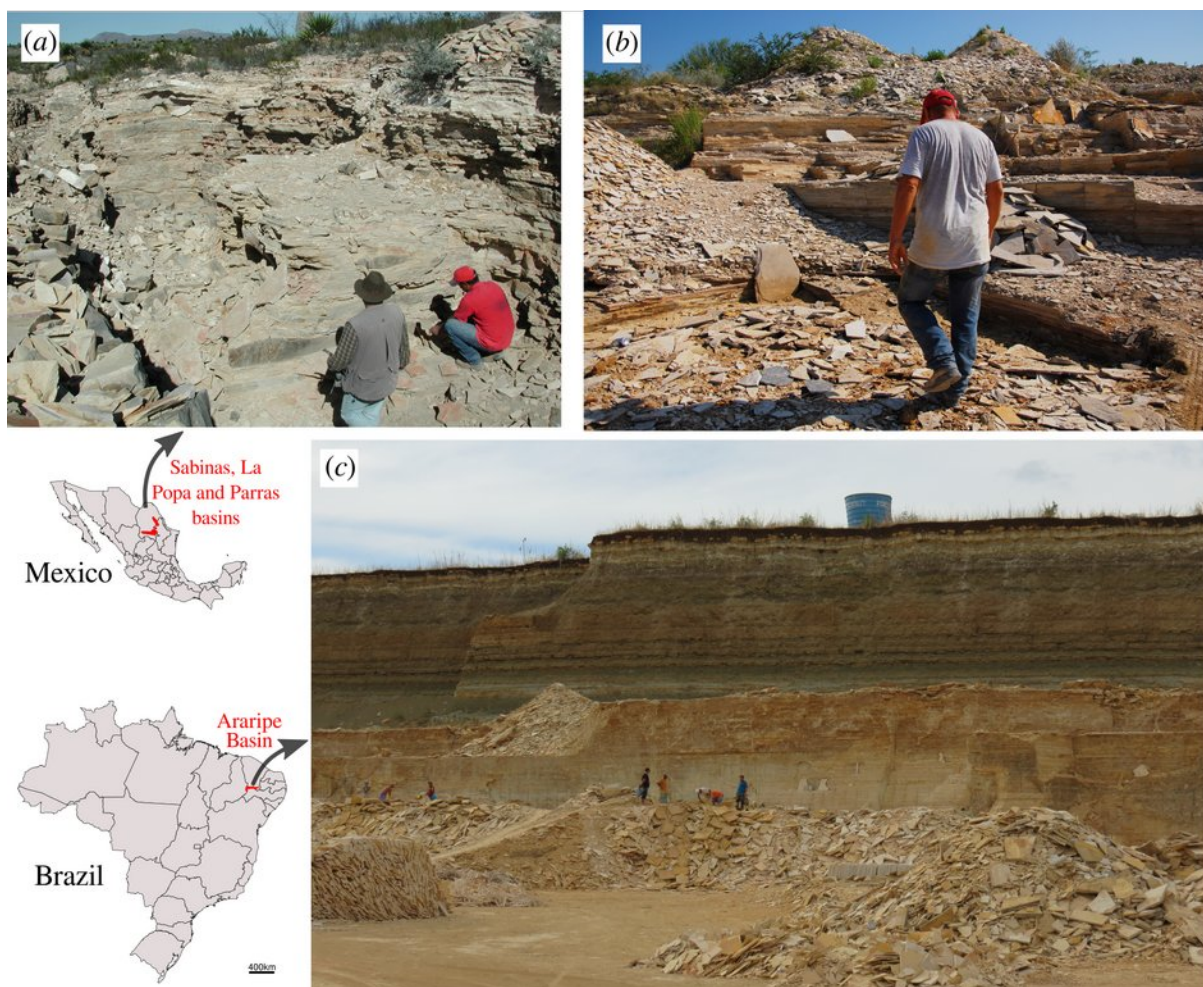 (a)
(b)
Sabinas, La
Popa and Parras
basins
Mexico
(c)
Araripe
Basin
Brazil
400km